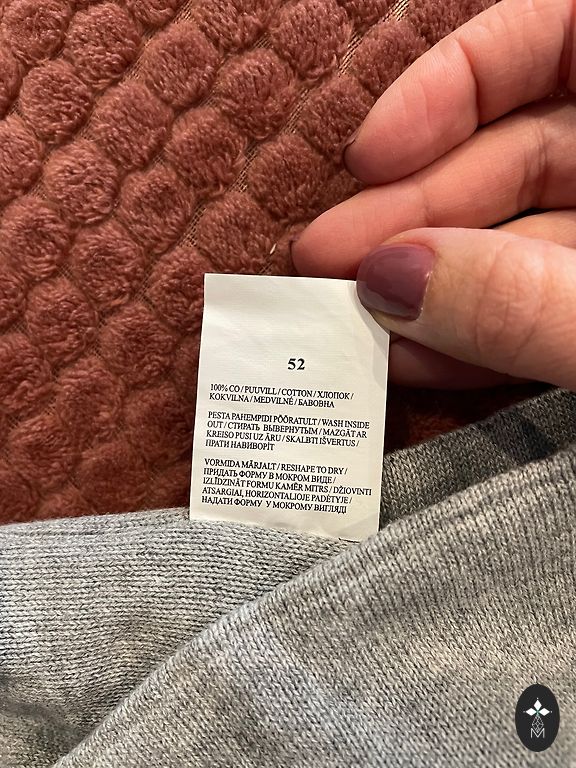 52
100% CO / PUUVILL / COTTON / ХЛОПОК /
KOKVILNA / MEDVILNĖ / БАВОВНА
PESTA PAHEMPIDI PÖÖRATULT / WASH INSIDE
OUT / СТИРАТЬ ВЫВЕРНУТЫМ / MAZGĀT AR
KREISO PUSI UZ ĀRU / SKALBTI IŠVERTUS /
ПРАТИ НАВИВОРІТ
VORMIDA MÄRJALT / RESHAPE TO DRY /
ПРИДАТЬ ФОРМУ В МОКРОМ ВИДЕ /
IZLĪDZINĀT FORMU KAMĒR MITRS / DŽIOVINTI
ATSARGIAI, HORIZONTALIOJE PADĖTYJE /
НАДАТИ ФОРМУ У МОКРОМУ ВИГЛЯДІ
M